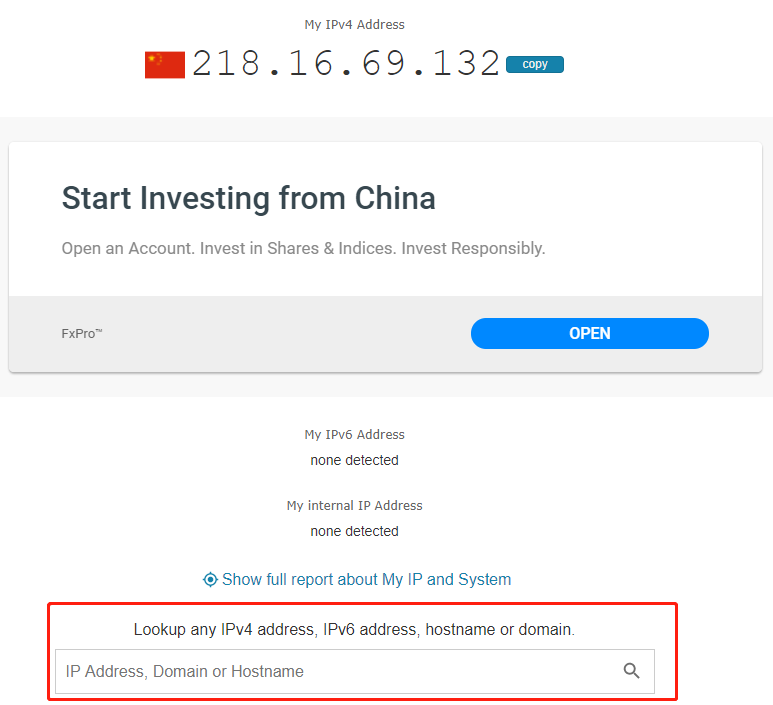 My IPv4 Address
218.16.69.132 copy
Start Investing from China
Open an Account. Invest in Shares & Indices. Invest Responsibly.
FxPro™ OPEN
My IPv6 Address
none detected
My internal IP Address
none detected
Show full report about My IP and System
Lookup any IPv4 address, IPv6 address, hostname or domain.
IP Address, Domain or Hostname